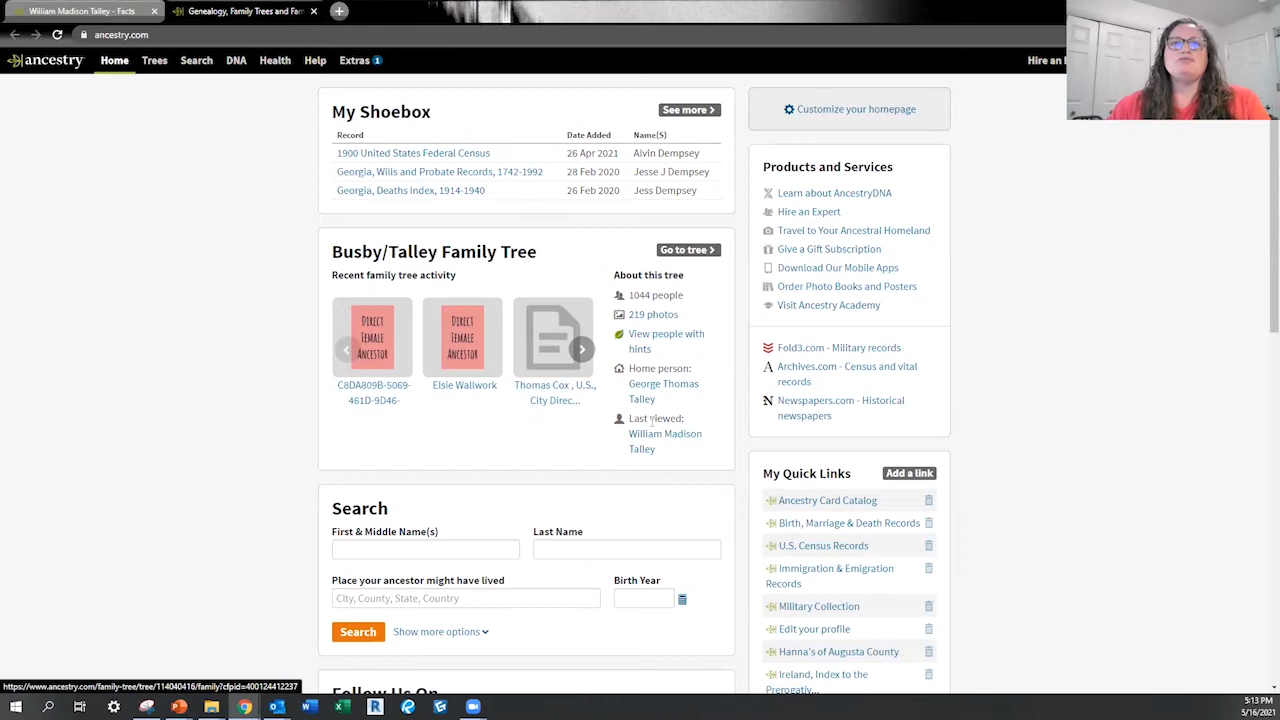 William Madison Talley - Facts
Genealogy, Family Trees and Fam
ancestry.com
ancestry
Home
Trees
Search
DNA
Health
Help
Extras 1
Hire an E
My Shoebox
See more >
Record Date Added Name(S)
1900 United States Federal Census 26 Apr 2021 Alvin Dempsey
Georgia, Wills and Probate Records, 1742-1992 28 Feb 2020 Jesse J Dempsey
Georgia, Deaths Index, 1914-1940 26 Feb 2020 Jess Dempsey
Busby/Talley Family Tree
Go to tree >
Recent family tree activity
DIRECT
FEMALE
ANCESTOR
C8DA809B-5069-
461D-9D46-
DIRECT
FEMALE
ANCESTOR
Elsie Wallwork
Thomas Cox , U.S.,
City Direc...
About this tree
1044 people
219 photos
View people with
hints
Home person:
George Thomas
Talley
Last viewed:
William Madison
Talley
Search
First & Middle Name(s)
Last Name
Place your ancestor might have lived
City, County, State, Country
Birth Year
Search
Show more options
Follow Us On
Customize your homepage
Products and Services
Learn about AncestryDNA
Hire an Expert
Travel to Your Ancestral Homeland
Give a Gift Subscription
Download Our Mobile Apps
Order Photo Books and Posters
Visit Ancestry Academy
Fold3.com - Military records
Archives.com - Census and vital
records
Newspapers.com - Historical
newspapers
My Quick Links
Add a link
Ancestry Card Catalog
Birth, Marriage & Death Records
U.S. Census Records
Immigration & Emigration
Records
Military Collection
Edit your profile
Hanna's of Augusta County
Ireland, Index to the
Prerogativ...
https://www.ancestry.com/family-tree/tree/114040416/family?cfpid=400124412237
5:13 PM
5/16/2021